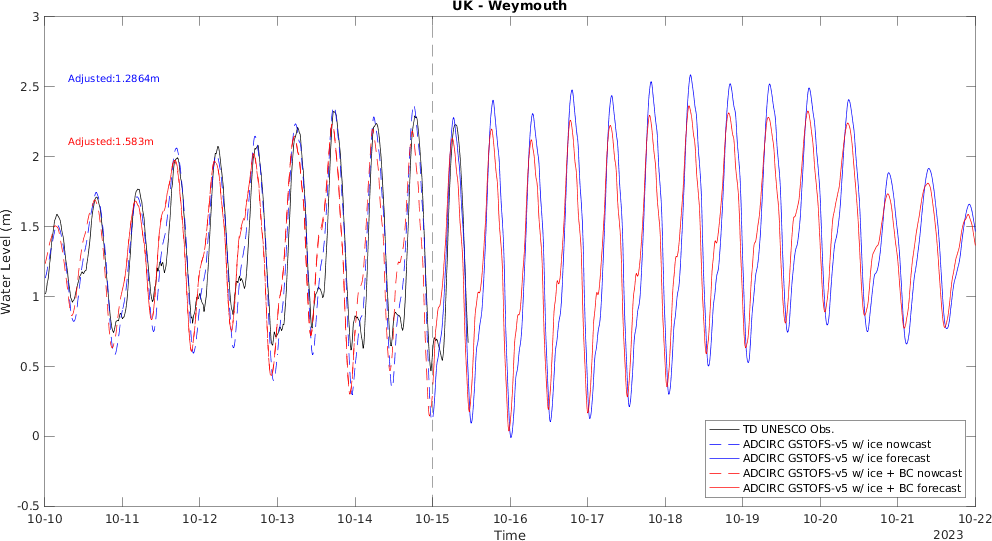 UK - Weymouth
3
2.5
2
1.5
1
0.5
0
-0.5
Water Level (m)
Adjusted:1.2864m
Adjusted:1.583m
TD UNESCO Obs.
ADCIRC GSTOFS-v5 w/ ice nowcast
ADCIRC GSTOFS-v5 w/ ice forecast
ADCIRC GSTOFS-v5 w/ ice + BC nowcast
ADCIRC GSTOFS-v5 w/ ice + BC forecast
10-10 10-11 10-12 10-13 10-14 10-15 10-16 10-17 10-18 10-19 10-20 10-21 10-22
Time
2023